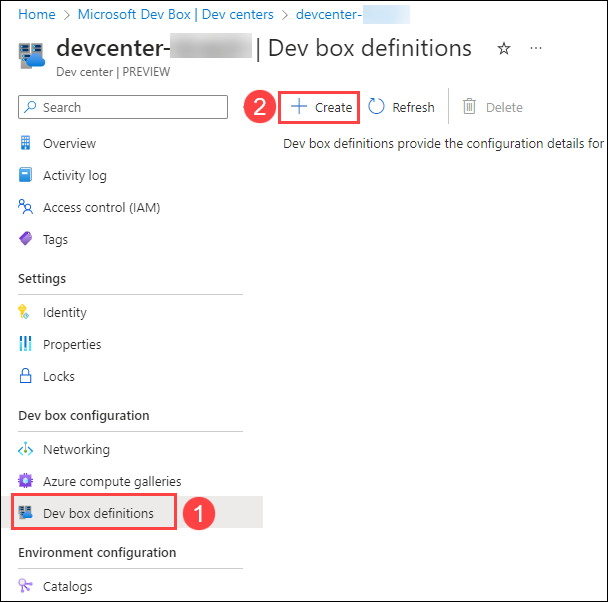 Home > Microsoft Dev Box | Dev centers > devcenter-
devcenter- | Dev box definitions
Dev center | PREVIEW
Search
2
Create
Refresh
Delete
Overview
Dev box definitions provide the configuration details for
Activity log
Access control (IAM)
Tags
Settings
Identity
Properties
Locks
Dev box configuration
Networking
Azure compute galleries
Dev box definitions
1
Environment configuration
Catalogs